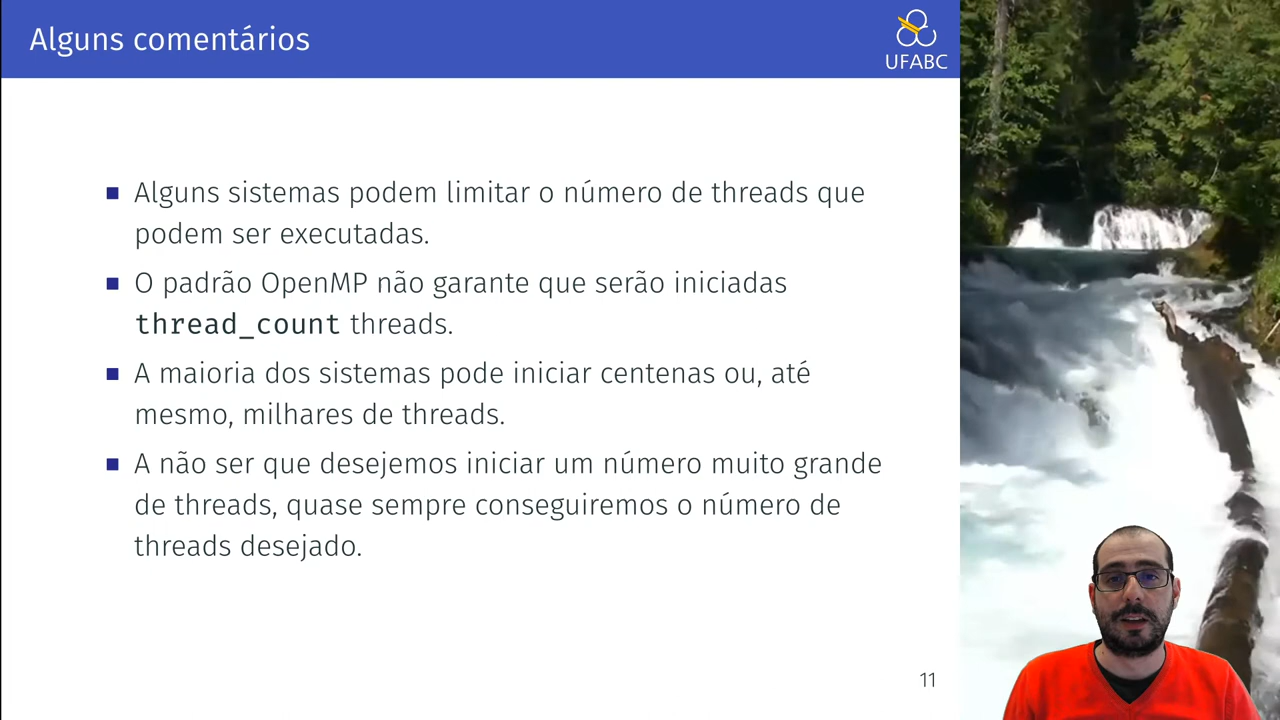 Alguns comentários
UFABC
Alguns sistemas podem limitar o número de threads que
podem ser executadas.
O padrão OpenMP não garante que serão iniciadas
thread_count threads.
A maioria dos sistemas pode iniciar centenas ou, até
mesmo, milhares de threads.
A não ser que desejemos iniciar um número muito grande
de threads, quase sempre conseguiremos o número de
threads desejado.
11